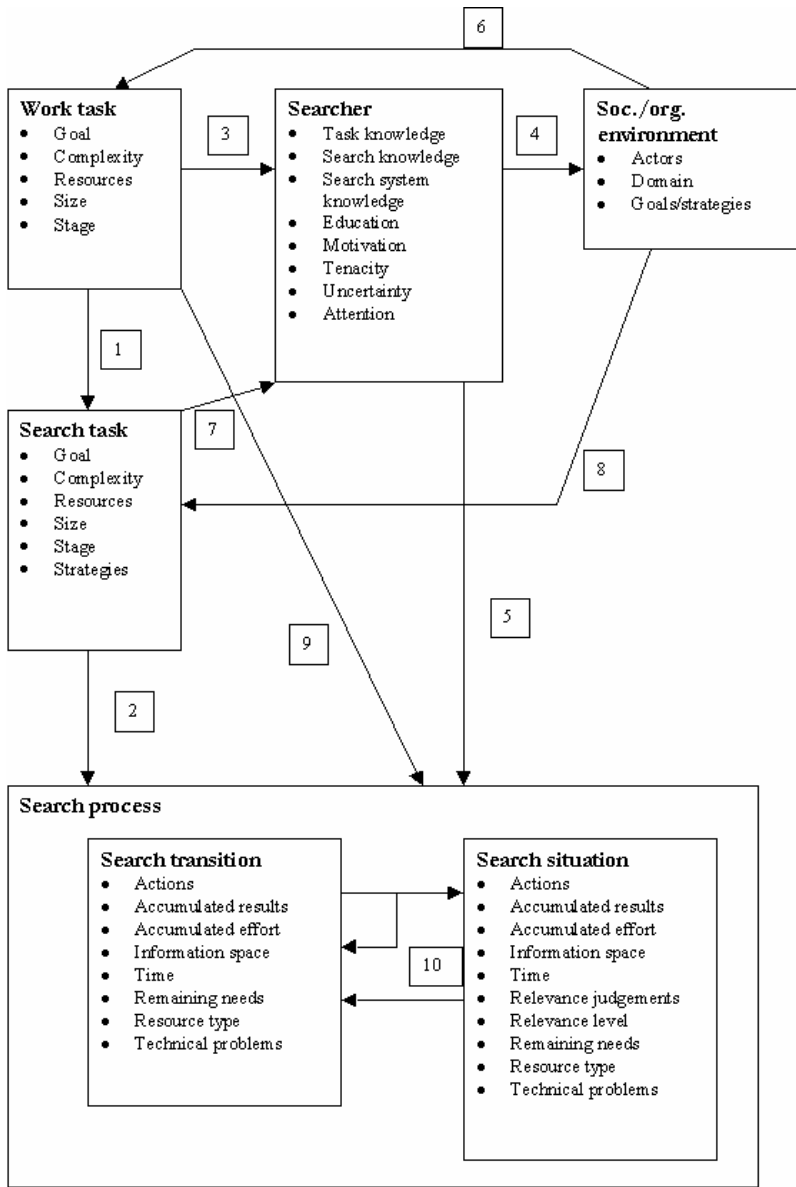 6
Work task
• Goal
• Complexity
• Resources
• Size
• Stage
3
Searcher
• Task knowledge
• Search knowledge
• Search system
knowledge
• Education
• Motivation
• Tenacity
• Uncertainty
• Attention
4
Soc./org.
environment
• Actors
• Domain
• Goals/strategies
1
7
Search task
• Goal
• Complexity
• Resources
• Size
• Stage
• Strategies
8
5
9
2
Search process
Search transition
• Actions
• Accumulated results
• Accumulated effort
• Information space
• Time
• Remaining needs
• Resource type
• Technical problems
10
Search situation
• Actions
• Accumulated results
• Accumulated effort
• Information space
• Time
• Relevance judgements
• Relevance level
• Remaining needs
• Resource type
• Technical problems